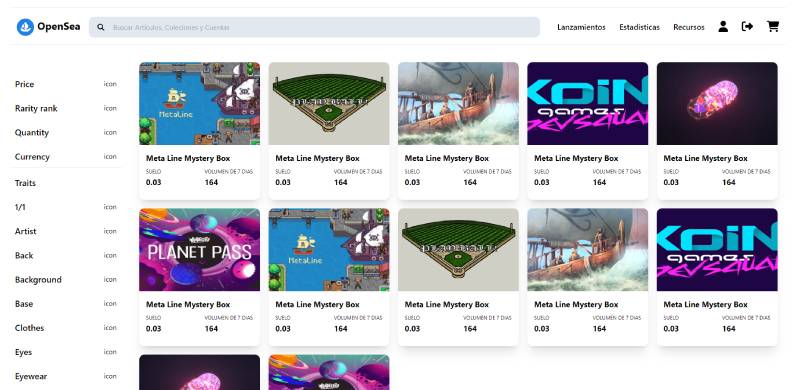 OpenSea
Buscar Artículos, Coleciones y Cuentas
Lanzamientos Estadisticas Recursos
Price icon
Rarity rank icon
Quantity icon
Currency icon
Traits
1/1 icon
Artist icon
Back icon
Background icon
Base icon
Clothes icon
Eyes icon
Eyewear icon
MetaLine
Meta Line Mystery Box
SUELO VOLUMEN DE 7 DIAS
0.03 164
PLAYBALL!
Meta Line Mystery Box
SUELO VOLUMEN DE 7 DIAS
0.03 164
Meta Line Mystery Box
SUELO VOLUMEN DE 7 DIAS
0.03 164
KOIN
games
DEVSQUAD
Meta Line Mystery Box
SUELO VOLUMEN DE 7 DIAS
0.03 164
Meta Line Mystery Box
SUELO VOLUMEN DE 7 DIAS
0.03 164
PLANET PASS
Meta Line Mystery Box
SUELO VOLUMEN DE 7 DIAS
0.03 164
MetaLine
Meta Line Mystery Box
SUELO VOLUMEN DE 7 DIAS
0.03 164
PLAYBALL!
Meta Line Mystery Box
SUELO VOLUMEN DE 7 DIAS
0.03 164
Meta Line Mystery Box
SUELO VOLUMEN DE 7 DIAS
0.03 164
KOIN
games
DEVSQUAD
Meta Line Mystery Box
SUELO VOLUMEN DE 7 DIAS
0.03 164